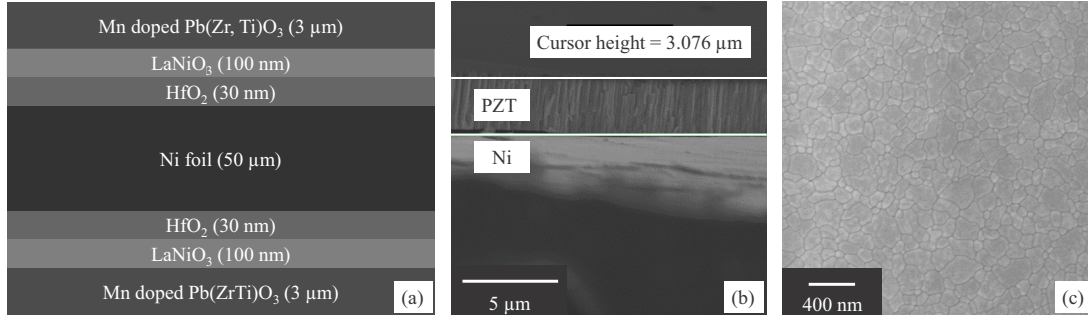 Mn doped Pb(Zr, Ti)O₃ (3 µm)
LaNiO₃ (100 nm)
HfO₂ (30 nm)
Ni foil (50 µm)
HfO₂ (30 nm)
LaNiO₃ (100 nm)
Mn doped Pb(ZrTi)O₃ (3 µm)
(a)
Cursor height = 3.076 µm
PZT
Ni
5 µm
(b)
400 nm
(c)